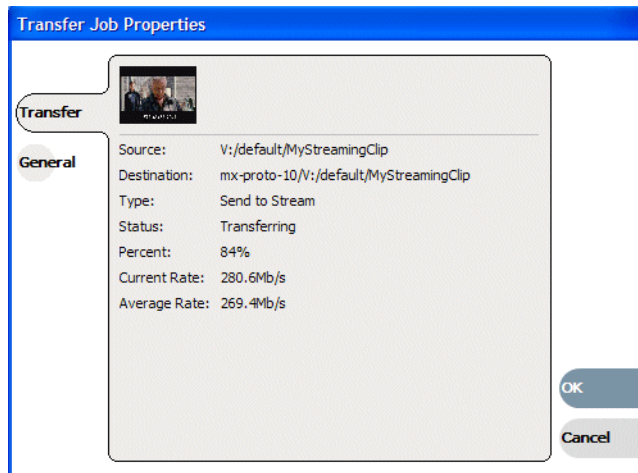 Transfer Job Properties
Transfer
General
Source: V:/default/MyStreamingClip
Destination: mx-proto-10/V:/default/MyStreamingClip
Type: Send to Stream
Status: Transferring
Percent: 84%
Current Rate: 280.6Mb/s
Average Rate: 269.4Mb/s
OK
Cancel